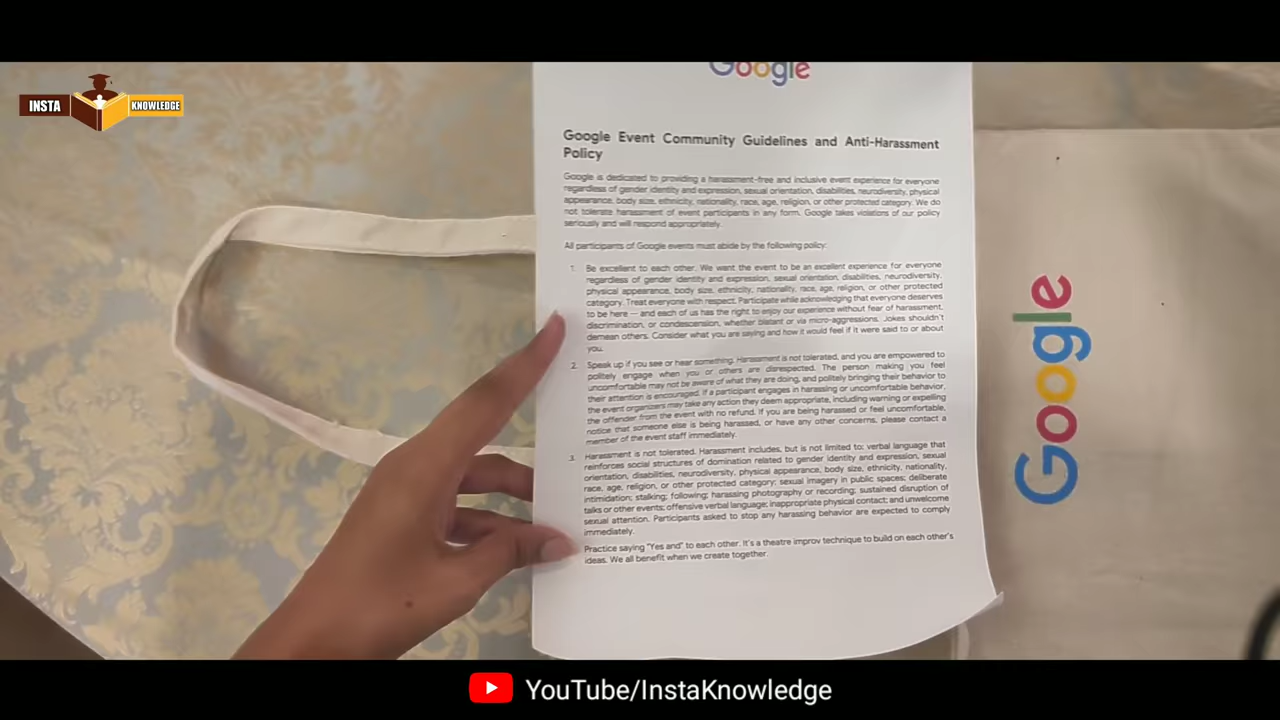 INSTA
KNOWLEDGE
Google
Google Event Community Guidelines and Anti-Harassment
Policy
Google is dedicated to providing a harassment-free and inclusive event experience for everyone
regardless of gender identity and expression, sexual orientation, disabilities, neurodiversity, physical
appearance, body size, ethnicity, nationality, race, age, religion, or other protected category. We do
not tolerate harassment of event participants in any form. Google takes violations of our policy
seriously and will respond appropriately.
All participants of Google events must abide by the following policy:
1. Be excellent to each other. We want the event to be an excellent experience for everyone
regardless of gender identity and expression, sexual orientation, disabilities, neurodiversity,
physical appearance, body size, ethnicity, nationality, race, age, religion, or other protected
category. Treat everyone with respect. Participate while acknowledging that everyone deserves
to be here — and each of us has the right to enjoy our experience without fear of harassment,
discrimination, or condescension, whether blatant or via micro-aggressions. Jokes shouldn't
demean others. Consider what you are saying and how it would feel if it were said to or about
you.
2. Speak up if you see or hear something. Harassment is not tolerated, and you are empowered to
politely engage when you or others are disrespected. The person making you feel
uncomfortable may not be aware of what they are doing, and politely bringing their behavior to
their attention is encouraged. If a participant engages in harassing or uncomfortable behavior,
the event organizers may take any action they deem appropriate, including warning or expelling
the offender from the event with no refund. If you are being harassed or feel uncomfortable,
notice that someone else is being harassed, or have any other concerns, please contact a
member of the event staff immediately.
3. Harassment is not tolerated. Harassment includes, but is not limited to: verbal language that
reinforces social structures of domination related to gender identity and expression, sexual
orientation, disabilities, neurodiversity, physical appearance, body size, ethnicity, nationality,
race, age, religion, or other protected category; sexual imagery in public spaces; deliberate
intimidation; stalking; following; harassing photography or recording; sustained disruption of
talks or other events; offensive verbal language; inappropriate physical contact; and unwelcome
sexual attention. Participants asked to stop any harassing behavior are expected to comply
immediately.
Practice saying "Yes and" to each other. It's a theatre improv technique to build on each other's
ideas. We all benefit when we create together.
Google
YouTube/InstaKnowledge